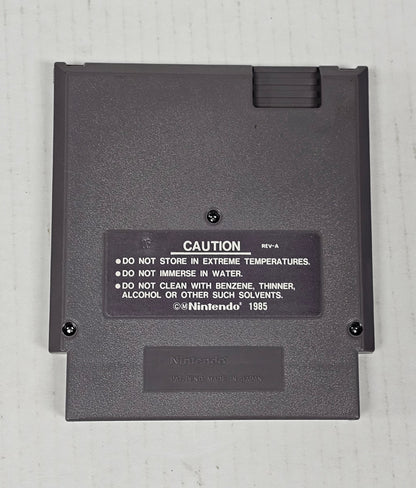 CAUTION REV-A
●DO NOT STORE IN EXTREME TEMPERATURES.
●DO NOT IMMERSE IN WATER.
●DO NOT CLEAN WITH BENZENE, THINNER,
ALCOHOL OR OTHER SUCH SOLVENTS.
©ⓂNintendo® 1985
Nintendo®
MADE IN JAPAN